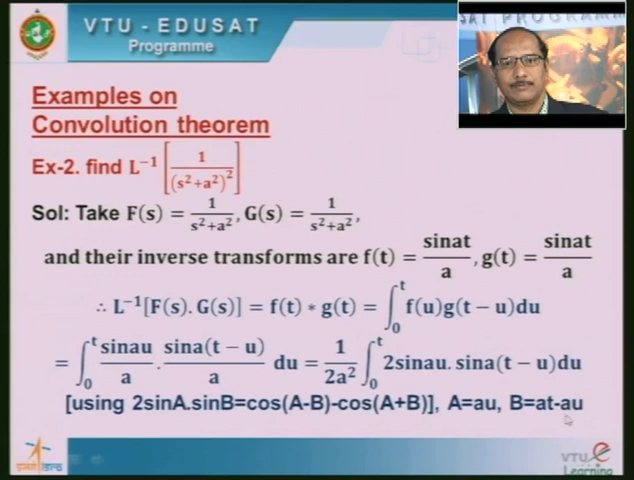 VTU - EDUSAT
Programme
SAT PROGRAMM
Examples on
Convolution theorem
Ex-2. find L⁻¹ [1/(s²+a²)²]
Sol: Take F(s) = 1/(s²+a²), G(s) = 1/(s²+a²),
and their inverse transforms are f(t) = sinat/a, g(t) = sinat/a
∴ L⁻¹[F(s). G(s)] = f(t) * g(t) = ∫₀ᵗ f(u)g(t − u)du
= ∫₀ᵗ sinau/a . sina(t − u)/a du = 1/2a² ∫₀ᵗ 2sinau. sina(t − u)du
[using 2sinA.sinB=cos(A-B)-cos(A+B)], A=au, B=at-au
VTU e
Learning